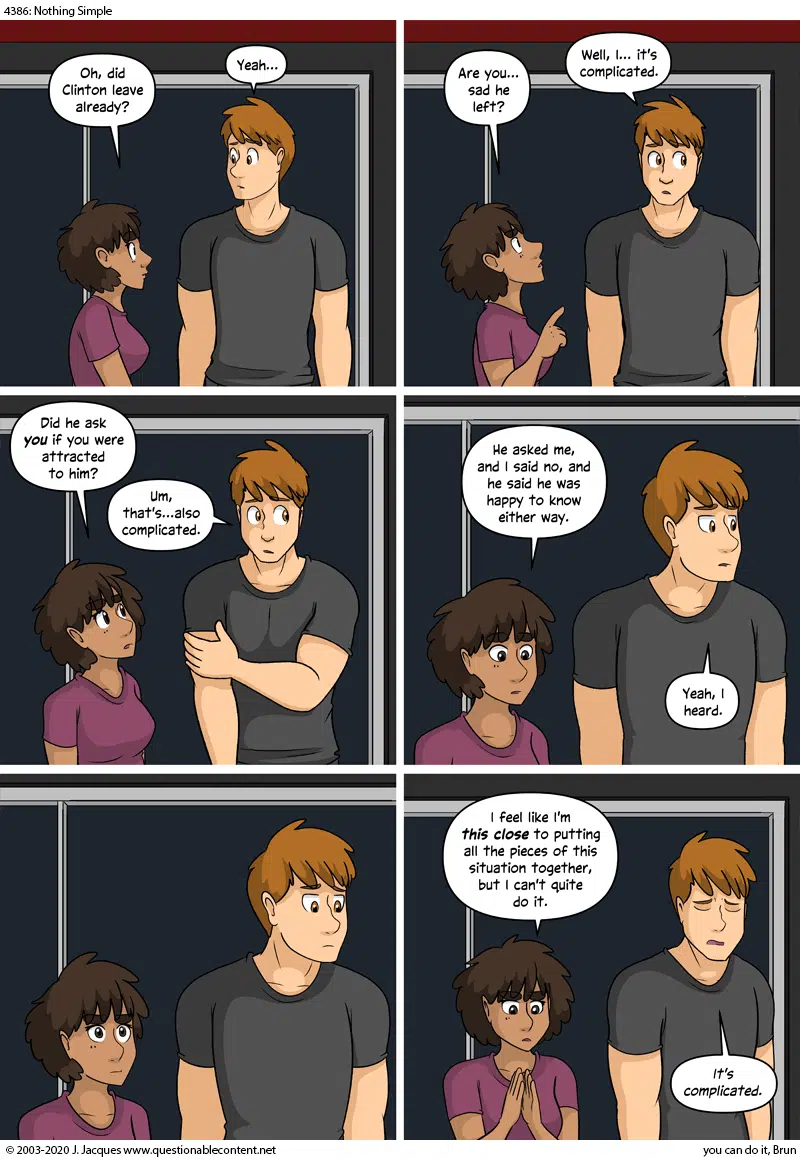 4386: Nothing Simple
Oh, did
Clinton leave
already?
Yeah...
Are you...
sad he
left?
Well, I... it's
complicated.
Did he ask
you if you were
attracted
to him?
Um,
that's...also
complicated.
He asked me,
and I said no, and
he said he was
happy to know
either way.
Yeah, I
heard.
I feel like I'm
this close to putting
all the pieces of this
situation together,
but I can't quite
do it.
It's
complicated.
© 2003-2020 J. Jacques www.questionablecontent.net
you can do it, Brun